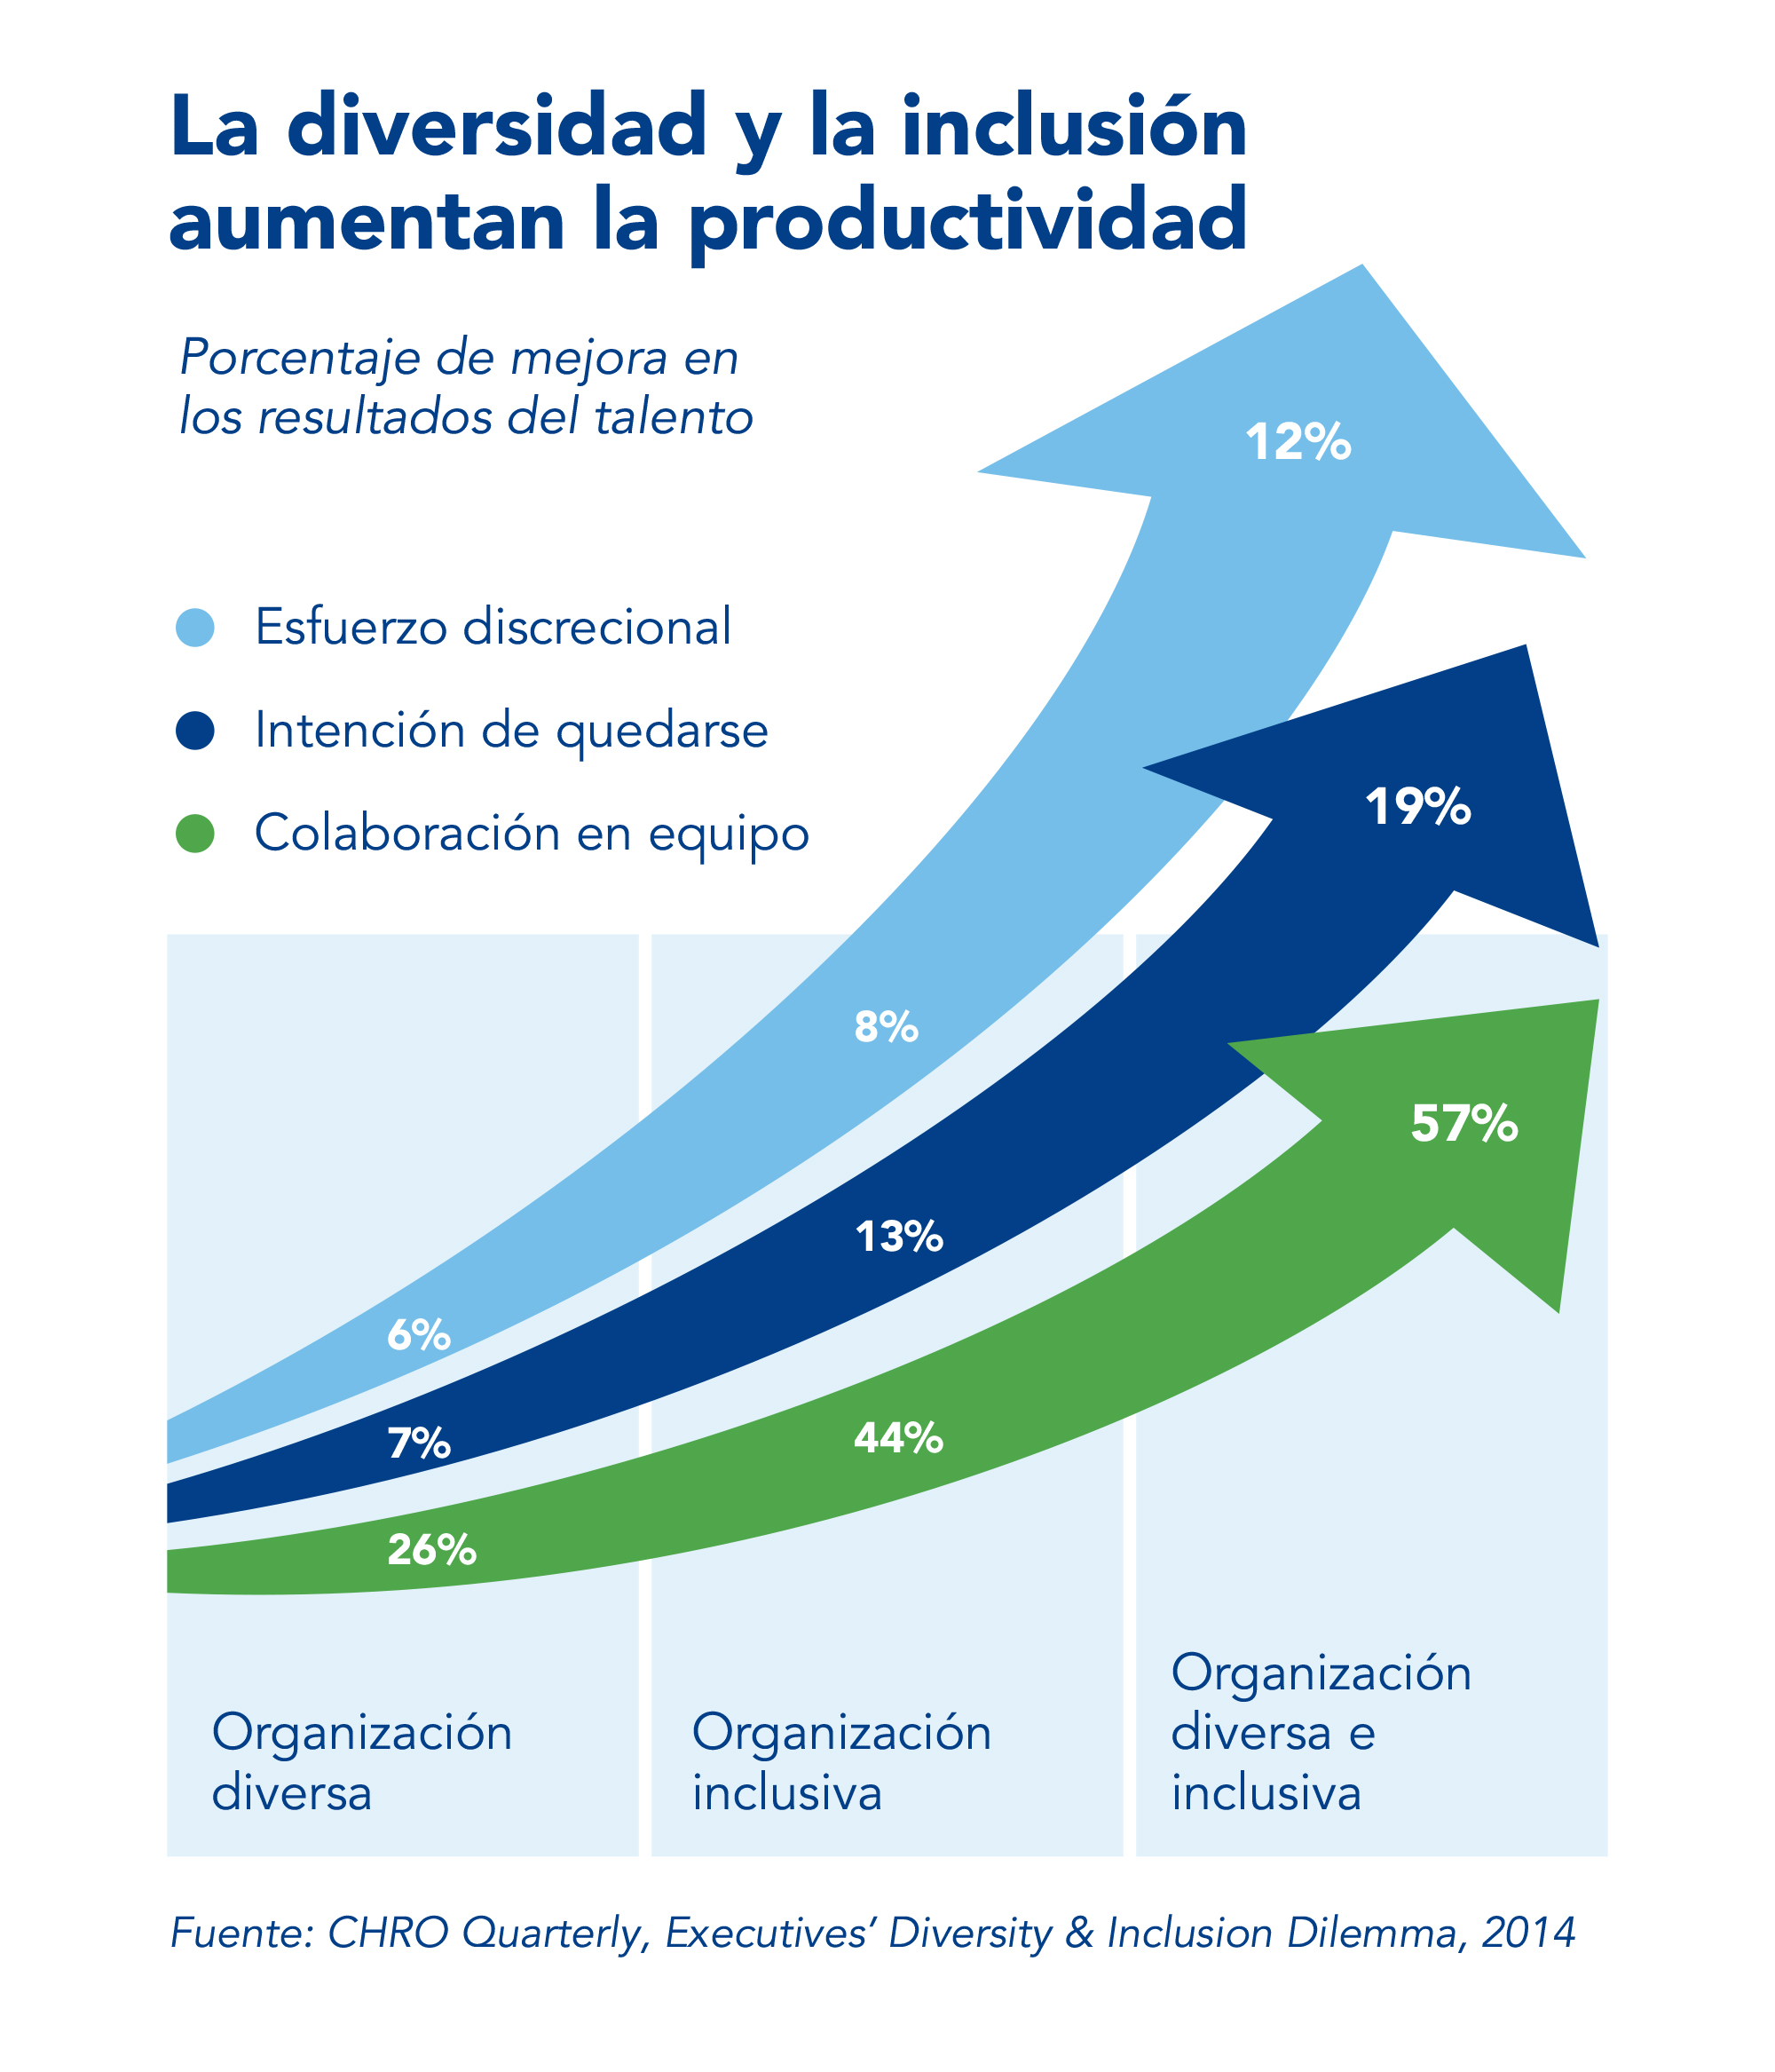 La diversidad y la inclusión
aumentan la productividad
Porcentaje de mejora en
los resultados del talento
12%
Esfuerzo discrecional
Intención de quedarse
19%
Colaboración en equipo
8%
57%
13%
6%
44%
7%
26%
Organización
diversa
Organización
inclusiva
Organización
diversa e
inclusiva
Fuente: CHRO Quarterly, Executives’ Diversity & Inclusion Dilemma, 2014